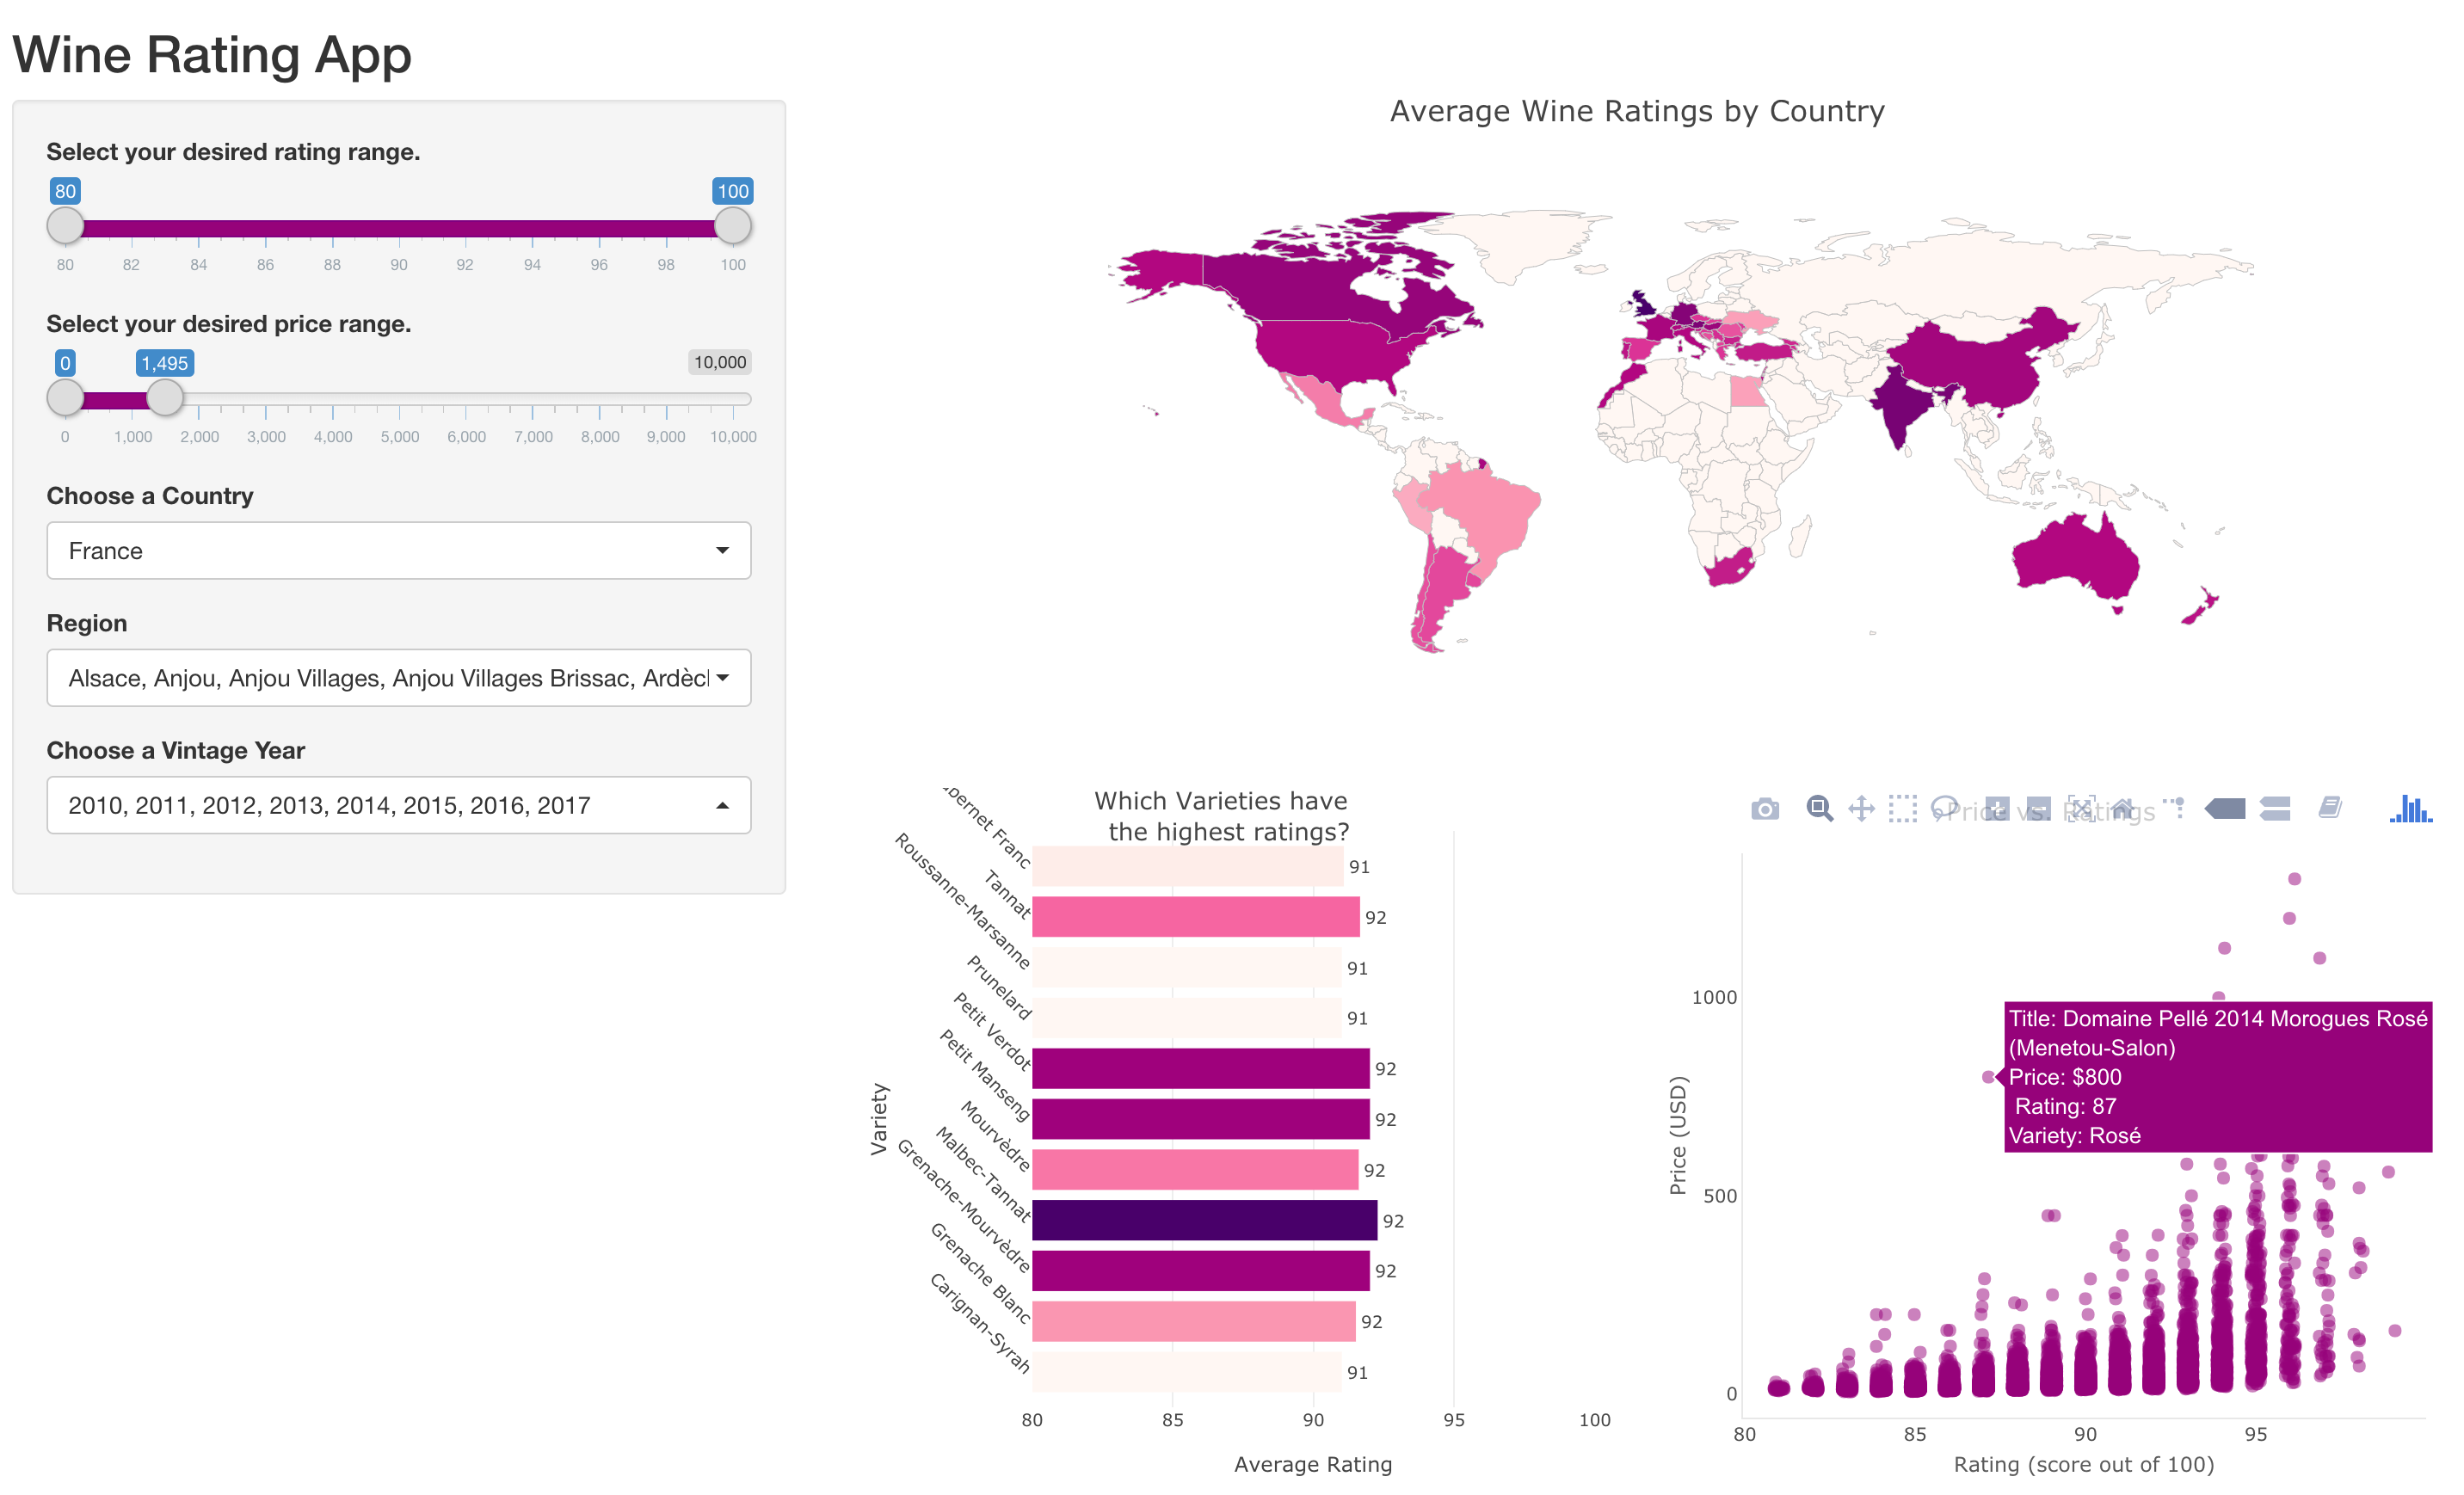 Wine Rating App
Select your desired rating range.
80 100
80 82 84 86 88 90 92 94 96 98 100
Select your desired price range.
0 1,495 10,000
0 1,000 2,000 3,000 4,000 5,000 6,000 7,000 8,000 9,000 10,000
Choose a Country
France
Region
Alsace, Anjou, Anjou Villages, Anjou Villages Brissac,
Choose a Vintage Year
2010, 2011, 2012, 2013, 2014, 2015, 2016, 2017
Average Wine Ratings by Country
Which Varieties have
the highest ratings?
Variety
Franc 91
Tannat 92
Roussanne-Marsanne 91
Prunelard 91
Petit Verdot 92
Petit Manseng 92
Mourvèdre 92
Malbec-Tannat 92
Grenache-Mourvèdre 92
Grenache Blanc 92
Carignan-Syrah 91
80 85 90 95 100
Average Rating
Price vs. Ratings
Price (USD)
1000
500
0
Title: Domaine Pellé 2014 Morogues Rosé
(Menetou-Salon)
Price: $800
Rating: 87
Variety: Rosé
80 85 90 95
Rating (score out of 100)